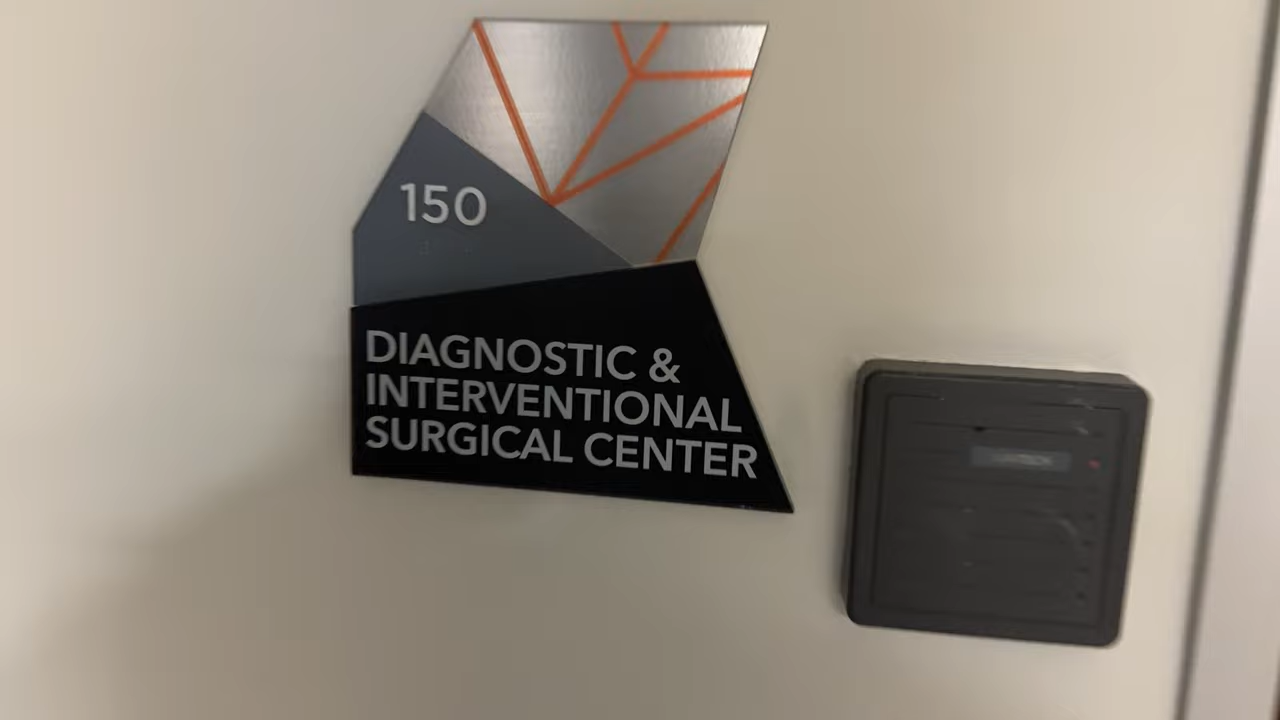 150
DIAGNOSTIC &
INTERVENTIONAL
SURGICAL CENTER